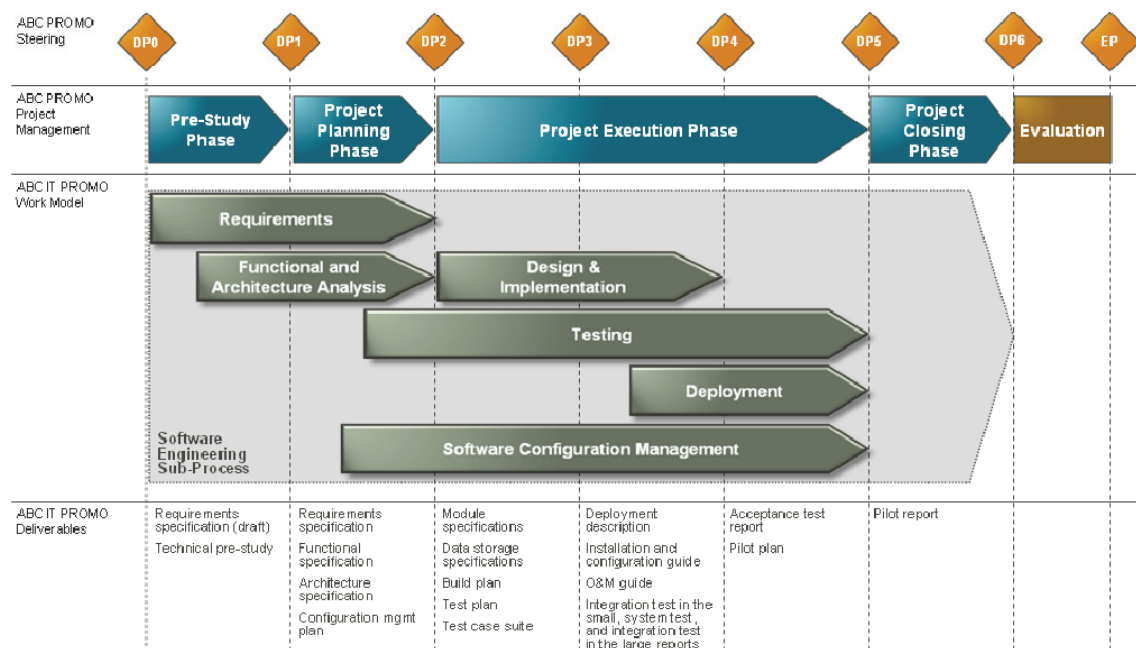 ABC PROMO
Steering
DP0
DP1
DP2
DP3
DP4
DP5
DP6
EP
ABC PROMO
Project
Management
Pre-Study
Phase
Project
Planning
Phase
Project Execution Phase
Project
Closing
Phase
Evaluation
ABC IT PROMO
Work Model
Requirements
Functional and
Architecture Analysis
Design &
Implementation
Testing
Deployment
Software Configuration Management
Software
Engineering
Sub-Process
ABC IT PROMO
Deliverables
Requirements
specification (draft)
Technical pre-study
Requirements
specification
Functional
specification
Architecture
specification
Configuration mgmt
plan
Module
specifications
Data storage
specifications
Build plan
Test plan
Test case suite
Deployment
description
Installation and
configuration guide
O&M guide
Integration test in the
small, system test,
and integration test
in the large reports
Acceptance test
report
Pilot plan
Pilot report